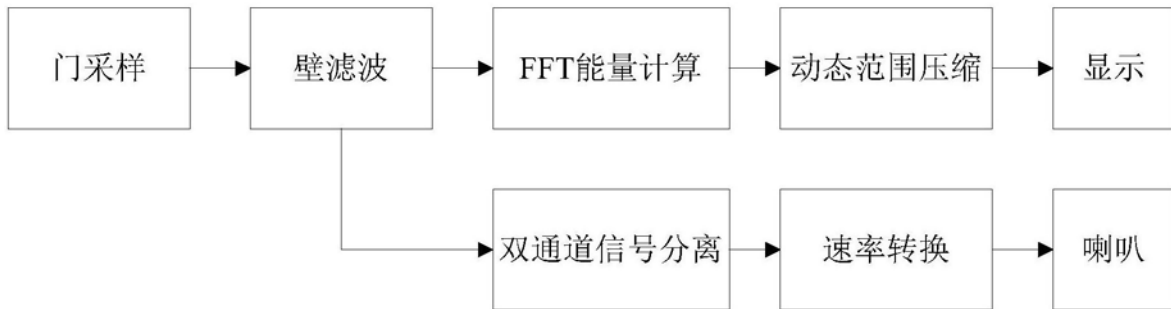 门采样
壁滤波
FFT能量计算
动态范围压缩
显示
双通道信号分离
速率转换
喇叭